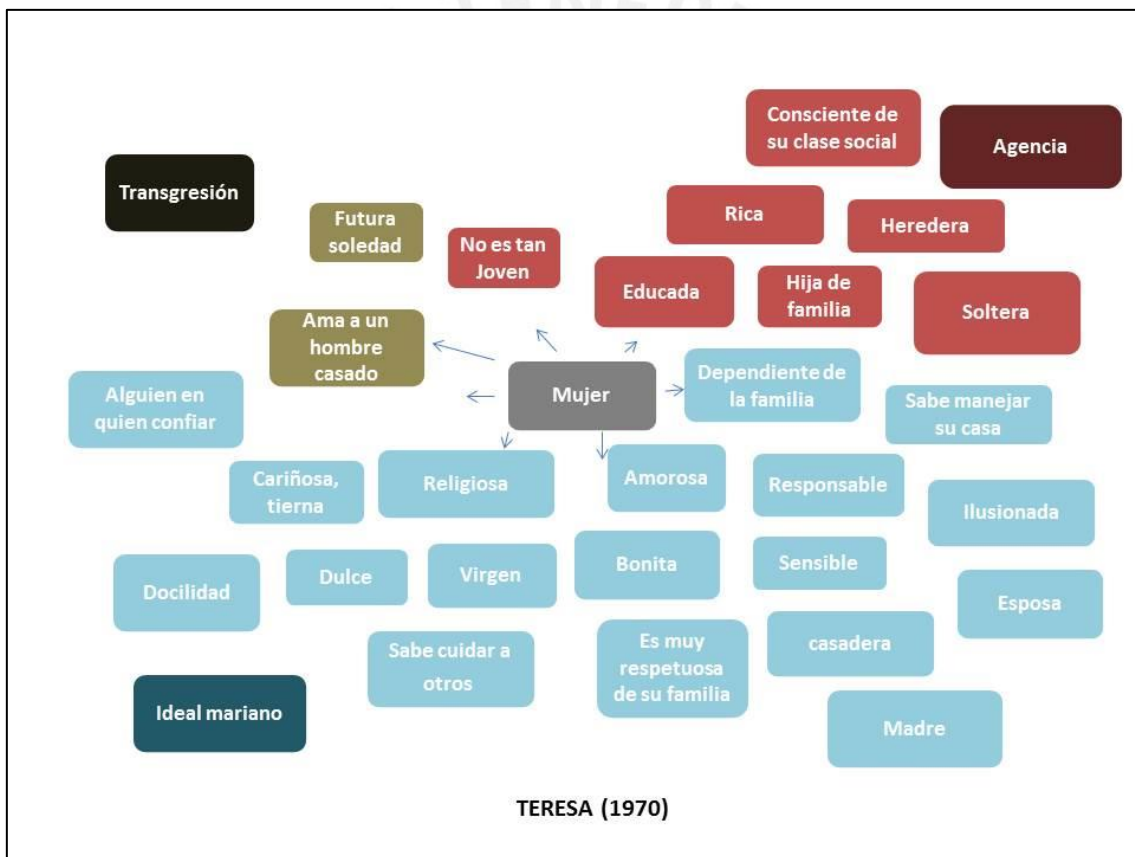 Consciente de
su clase social
Agencia
Transgresión
Rica
Heredera
Futura
soledad
No es tan
Joven
Educada
Hija de
familia
Soltera
Ama a un
hombre
casado
Mujer
Dependiente de
la familia
Alguien en
quien confiar
Sabe manejar
su casa
Cariñosa,
tierna
Religiosa
Amorosa
Responsable
Ilusionada
Docilidad
Dulce
Virgen
Bonita
Sensible
Esposa
Sabe cuidar a
otros
Es muy
respetuosa
de su familia
casadera
Ideal mariano
Madre
TERESA (1970)